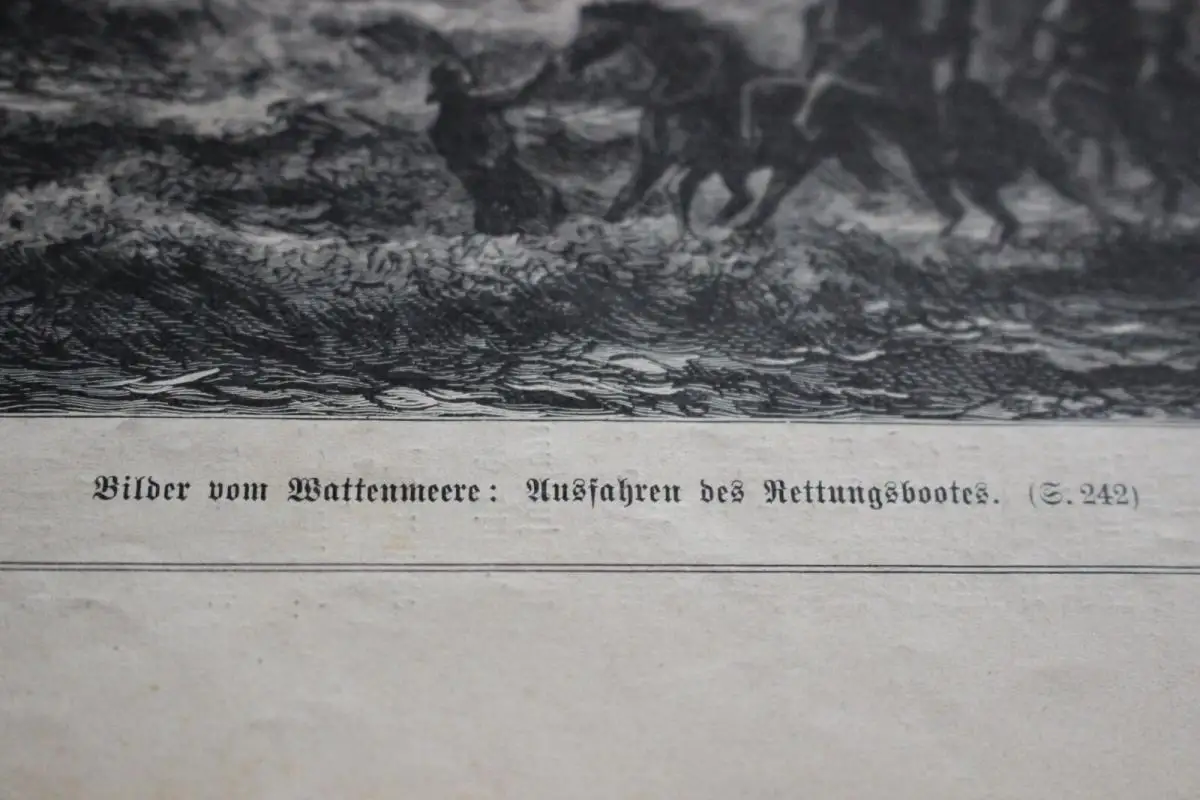 Bilder vom Wattenmeere: Ausfahren des Rettungsbootes. (S. 242)